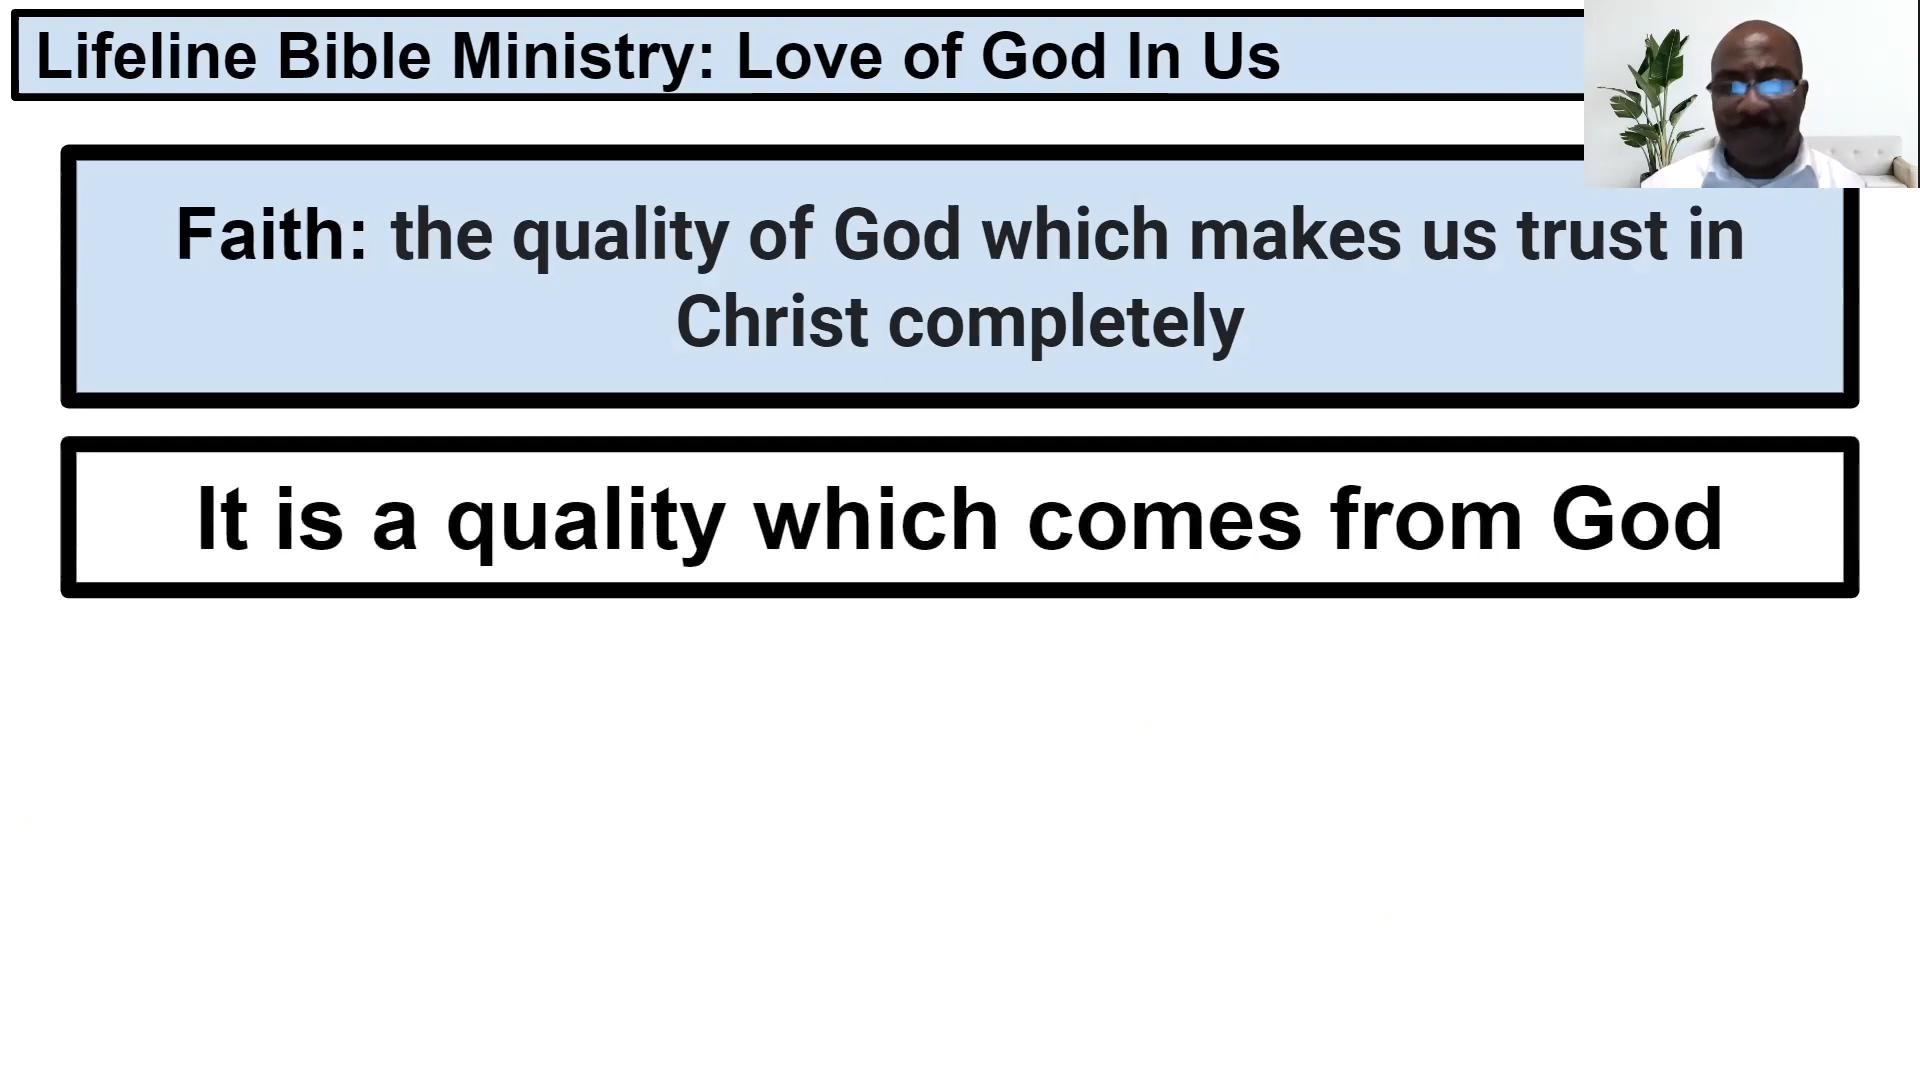 Lifeline Bible Ministry: Love of God In Us
Faith: the quality of God which makes us trust in
Christ completely
It is a quality which comes from God